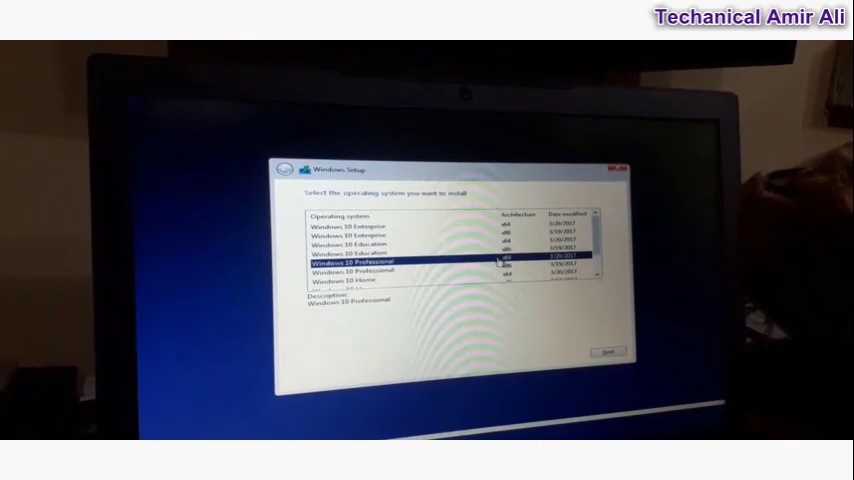 Techanical Amir Ali
Windows Setup
Select the operating system you want to install
Operating system Architecture Date modified
Windows 10 Enterprise x64 3/20/2017
Windows 10 Enterprise x86 3/19/2017
Windows 10 Education x64 3/20/2017
Windows 10 Education x86 3/19/2017
Windows 10 Professional x64 3/20/2017
Windows 10 Professional x86 3/19/2017
Windows 10 Home x64 3/20/2017
Description:
Windows 10 Professional
Next